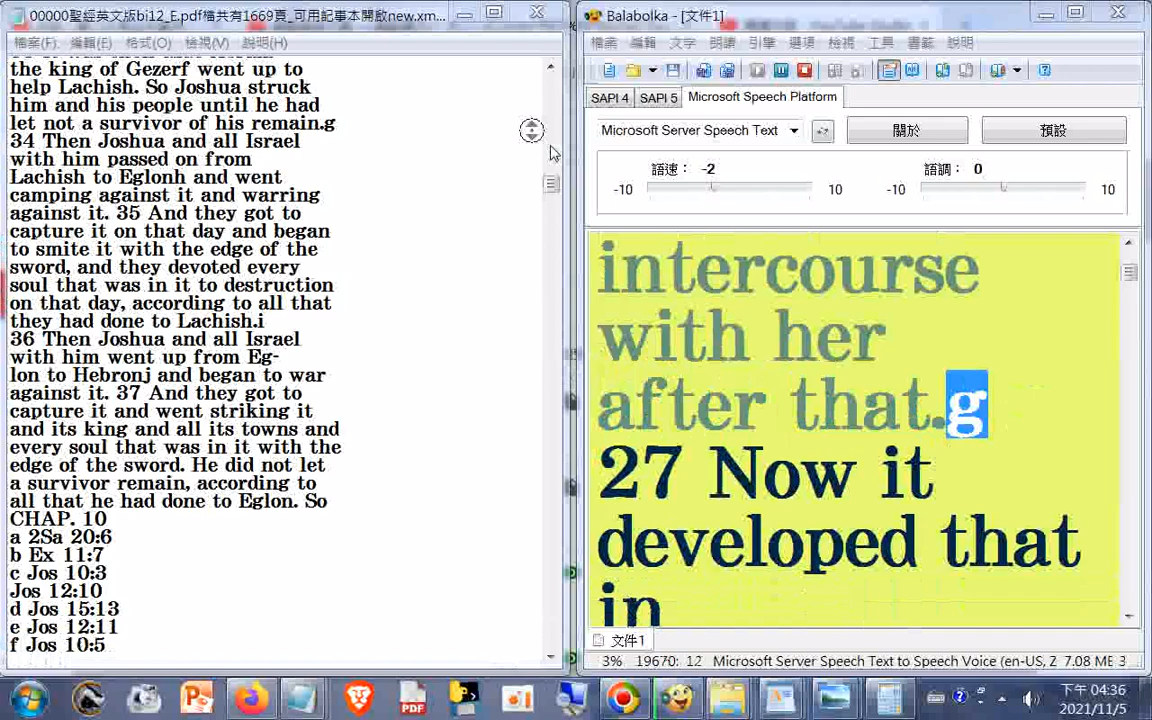 00000聖經英文版bi12_E.pdf檔共有1669頁_可用記事本開啟new.xm...
檔案(F) 編輯(E) 格式(O) 檢視(V) 說明(H)
the king of Gezerf went up to
help Lachish. So Joshua struck
him and his people until he had
let not a survivor of his remain.g
34 Then Joshua and all Israel
with him passed on from
Lachish to Eglonh and went
camping against it and warring
against it. 35 And they got to
capture it on that day and began
to smite it with the edge of the
sword, and they devoted every
soul that was in it to destruction
on that day, according to all that
they had done to Lachish.i
36 Then Joshua and all Israel
with him went up from Eg-
lon to Hebronj and began to war
against it. 37 And they got to
capture it and went striking it
and its king and all its towns and
every soul that was in it with the
edge of the sword. He did not let
a survivor remain, according to
all that he had done to Eglon. So
CHAP. 10
a 2Sa 20:6
b Ex 11:7
c Jos 10:3
Jos 12:10
d Jos 15:13
e Jos 12:11
f Jos 10:5
Balabolka - [文件1]
檔案 編輯 文字 朗讀 引擎 選項 檢視 工具 書籤 說明
SAPI 4 SAPI 5 Microsoft Speech Platform
Microsoft Server Speech Text 關於 預設
語速： -2 語調： 0
-10 10 -10 10
intercourse
with her
after that.g
27 Now it
developed that
in
文件1
3% 19670: 12 Microsoft Server Speech Text to Speech Voice (en-US, 2 7.08 ME 3
PDF
下午 04:36
2021/11/5